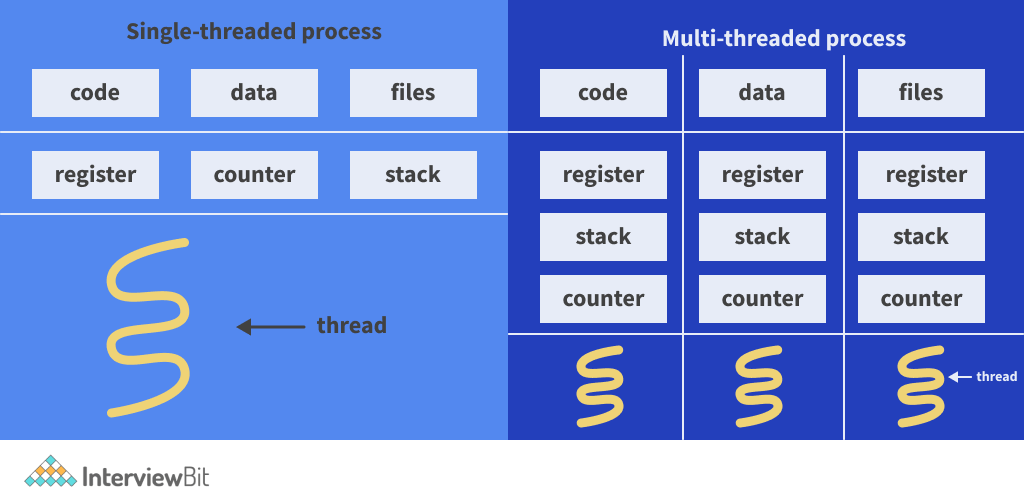 Single-threaded process
code data files
register counter stack
thread
Multi-threaded process
code data files
register register register
stack stack stack
counter counter counter
thread
InterviewBit